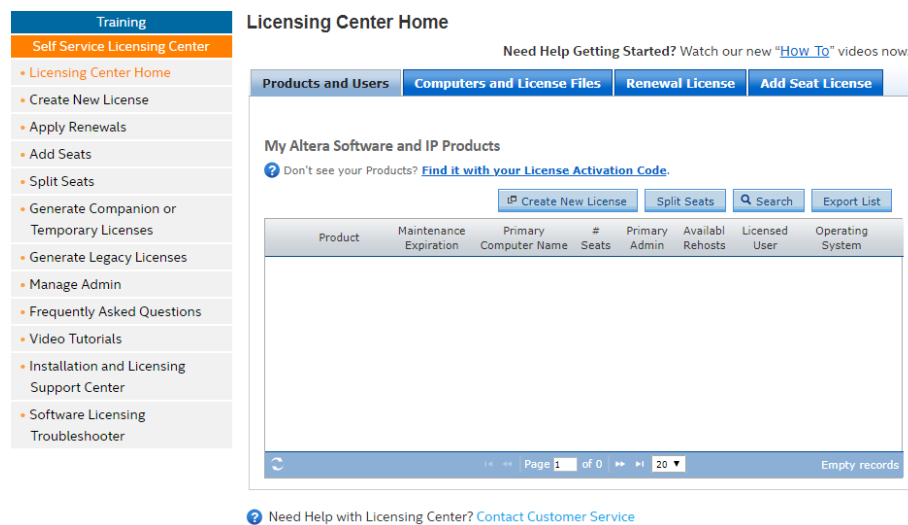 Training
Self Service Licensing Center
• Licensing Center Home
• Create New License
• Apply Renewals
• Add Seats
• Split Seats
• Generate Companion or
Temporary Licenses
• Generate Legacy Licenses
• Manage Admin
• Frequently Asked Questions
• Video Tutorials
• Installation and Licensing
Support Center
• Software Licensing
Troubleshooter
Licensing Center Home
Need Help Getting Started? Watch our new “How To” videos now.
Products and Users Computers and License Files Renewal License Add Seat License
My Altera Software and IP Products
? Don't see your Products? Find it with your License Activation Code.
Create New License Split Seats Search Export List
Product Maintenance Expiration Primary Computer Name # Seats Primary Admin Availabl Rehosts Licensed User Operating System
Page 1 of 0 20 Empty records
? Need Help with Licensing Center? Contact Customer Service